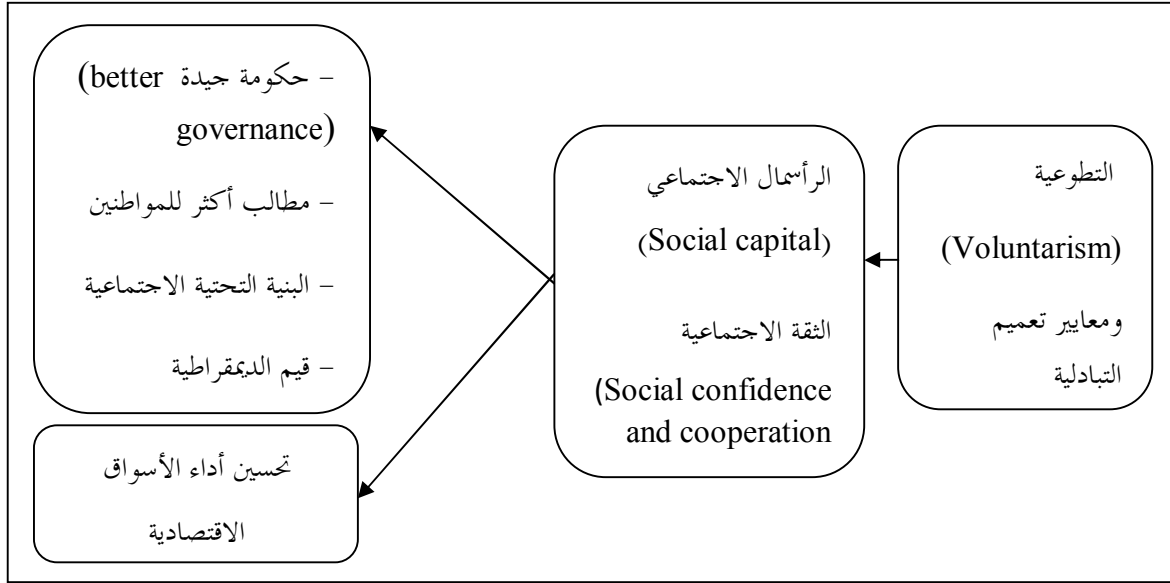 التطوعية
(Voluntarism)
ومعايير تعميم
التبادلية
الرأسمال الاجتماعي
(Social capital)
الثقة الاجتماعية
(Social confidence
and cooperation
– حكومة جيدة (better
governance)
– مطالب أكثر للمواطنين
– البنية التحتية الاجتماعية
– قيم الديمقراطية
تحسين أداء الأسواق
الاقتصادية